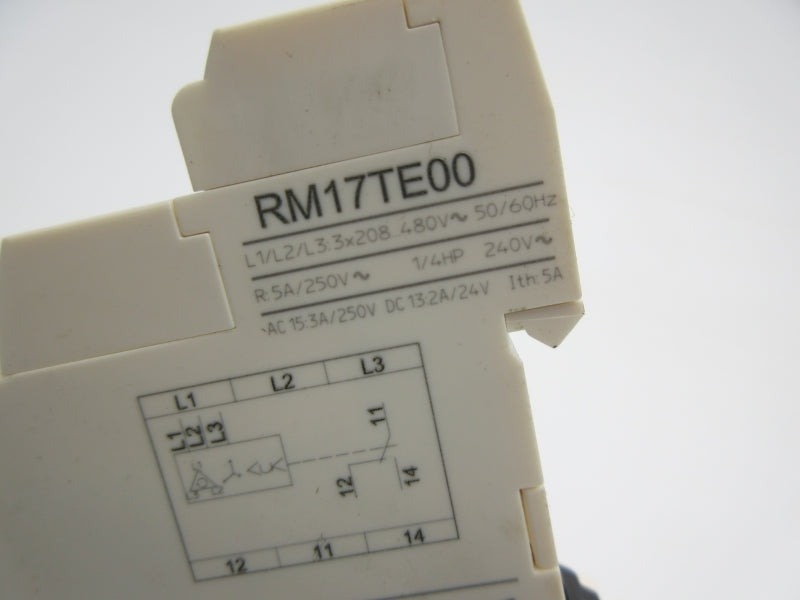 RM17TE00
L1/L2/L3:3x208...480V~ 50/60Hz
R:5A/250V~ 1/4HP 240V~
AC 15:3A/250V DC 13:2A/24V Ith:5A
L1 L2 L3
L1 L2 L3
11
<U<
12 14
12 11 14